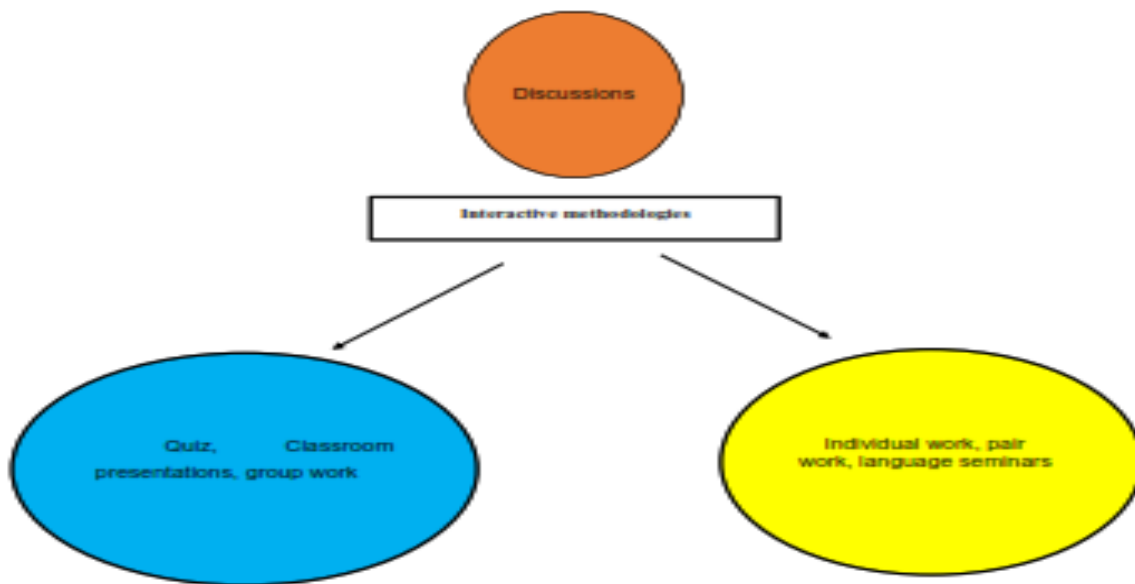 Discussions
Interactive methodologies
Quiz, Classroom
presentations, group work
Individual work, pair
work, language seminars